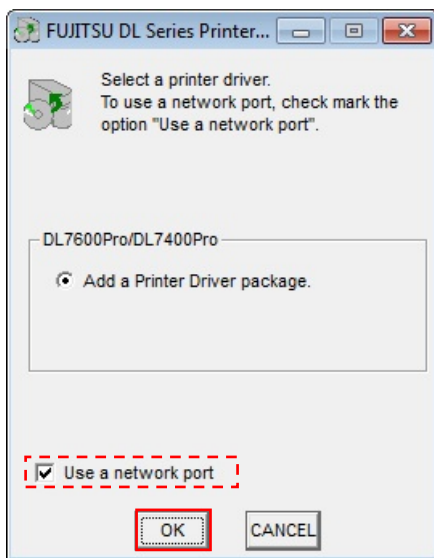 FUJITSU DL Series Printer...
Select a printer driver.
To use a network port, check mark the
option "Use a network port".
DL7600Pro/DL7400Pro
Add a Printer Driver package.
Use a network port
OK
CANCEL